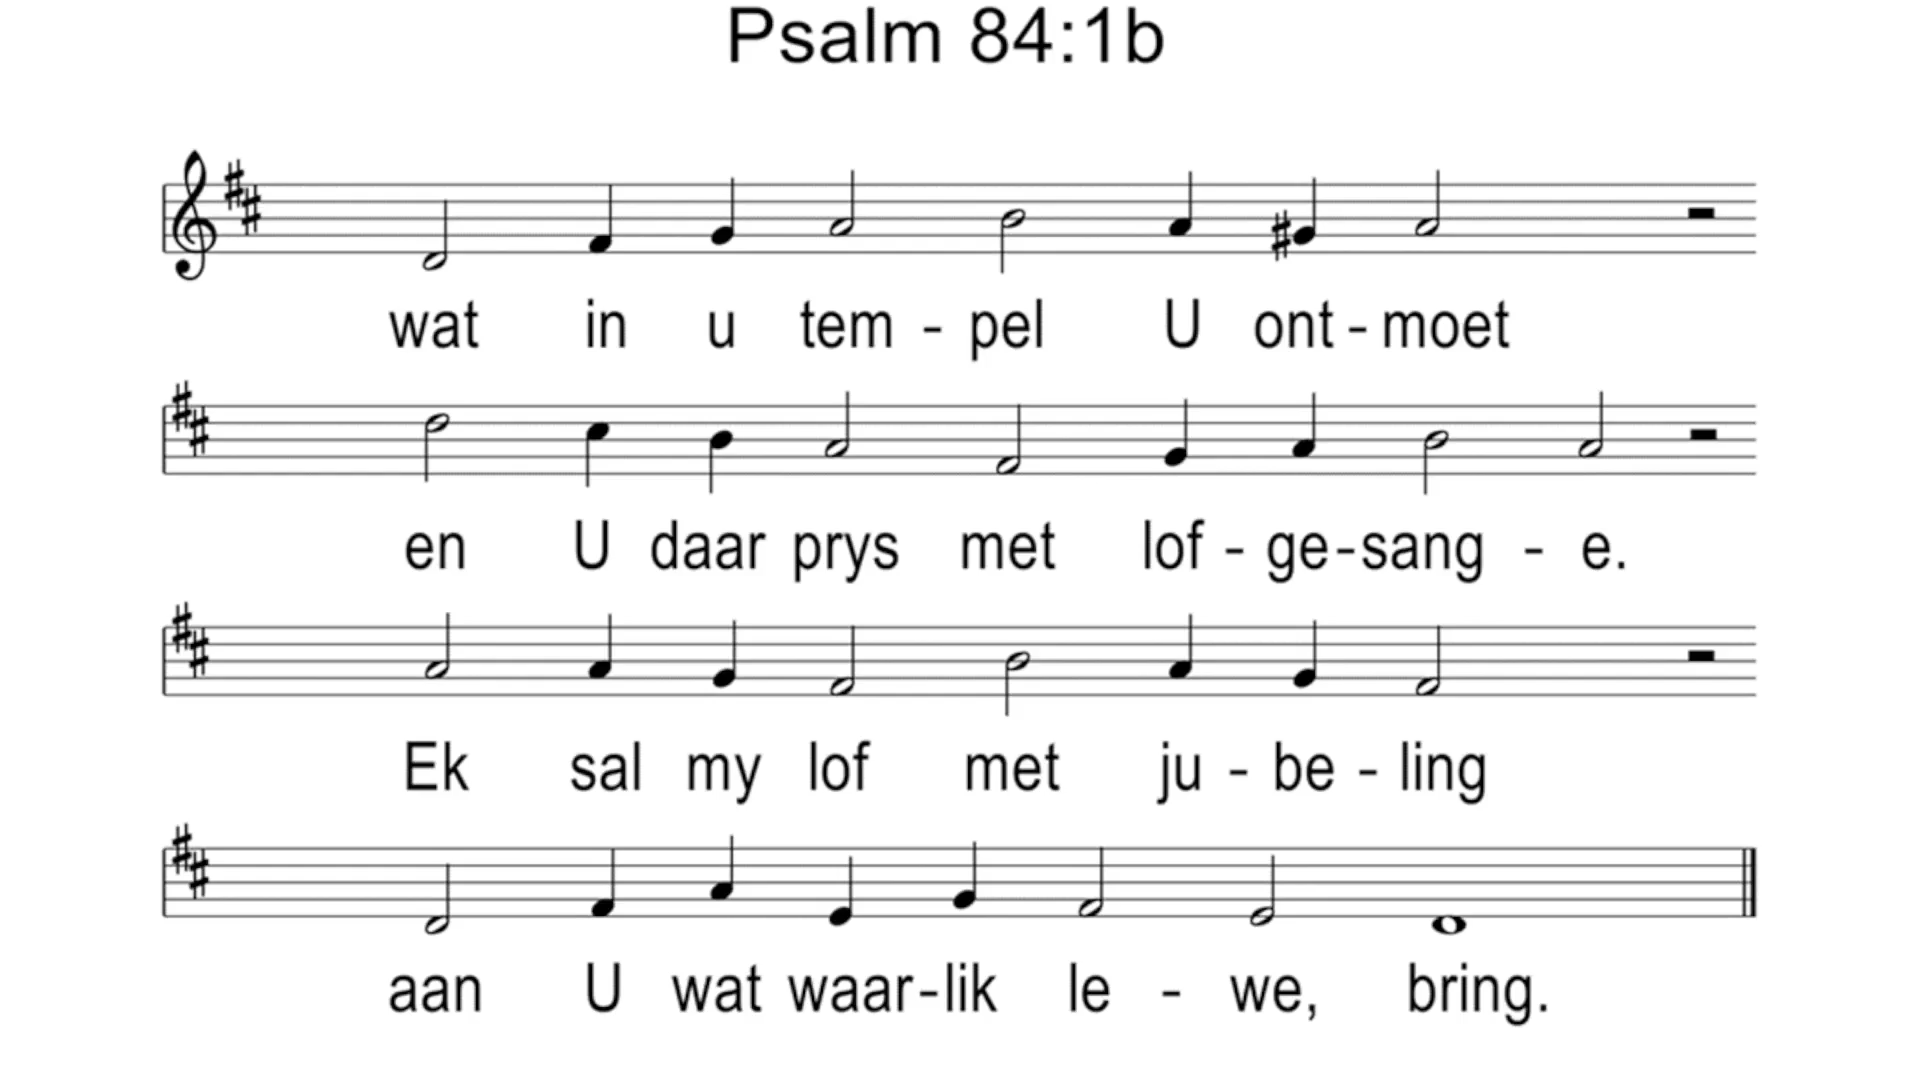 Psalm 84:1b
wat in u tem - pel U ont - moet
en U daar prys met lof - ge - sang - e.
Ek sal my lof met ju - be - ling
aan U wat waar - lik le - we, bring.